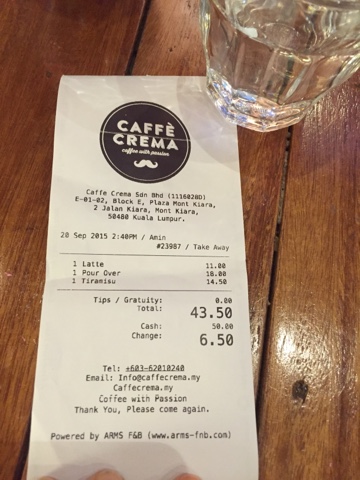 CAFFÈ
CREMA
coffee with passion
Caffe Crema Sdn Bhd (1116028D)
E-01-02, Block E, Plaza Mont Kiara,
2 Jalan Kiara, Mont Kiara,
50480 Kuala Lumpur.
20 Sep 2015 2:40PM / Amin
#23987 / Take Away
1 Latte 11.00
1 Pour Over 18.00
1 Tiramisu 14.50
Tips / Gratuity: 0.00
Total: 43.50
Cash: 50.00
Change: 6.50
Tel: +603-62010240
Email: Info@caffecrema.my
Caffecrema.my
Coffee with Passion
Thank You, Please come again.
Powered by ARMS F&B (www.arms-fnb.com)